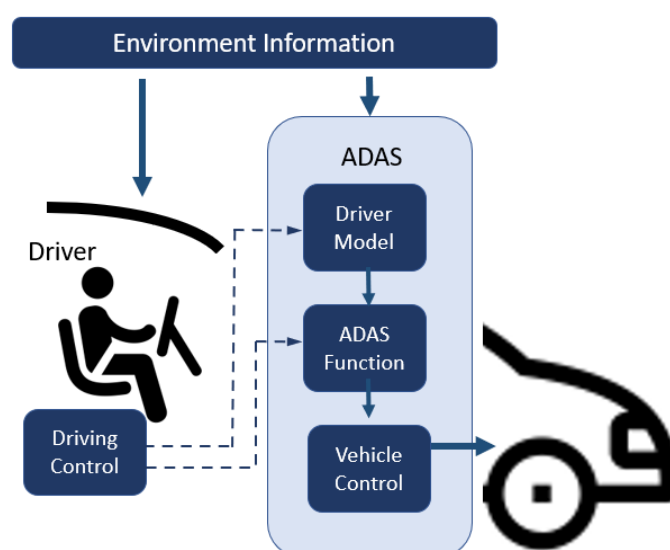 Environment Information
ADAS
Driver
Model
Driver
ADAS
Function
Driving
Control
Vehicle
Control